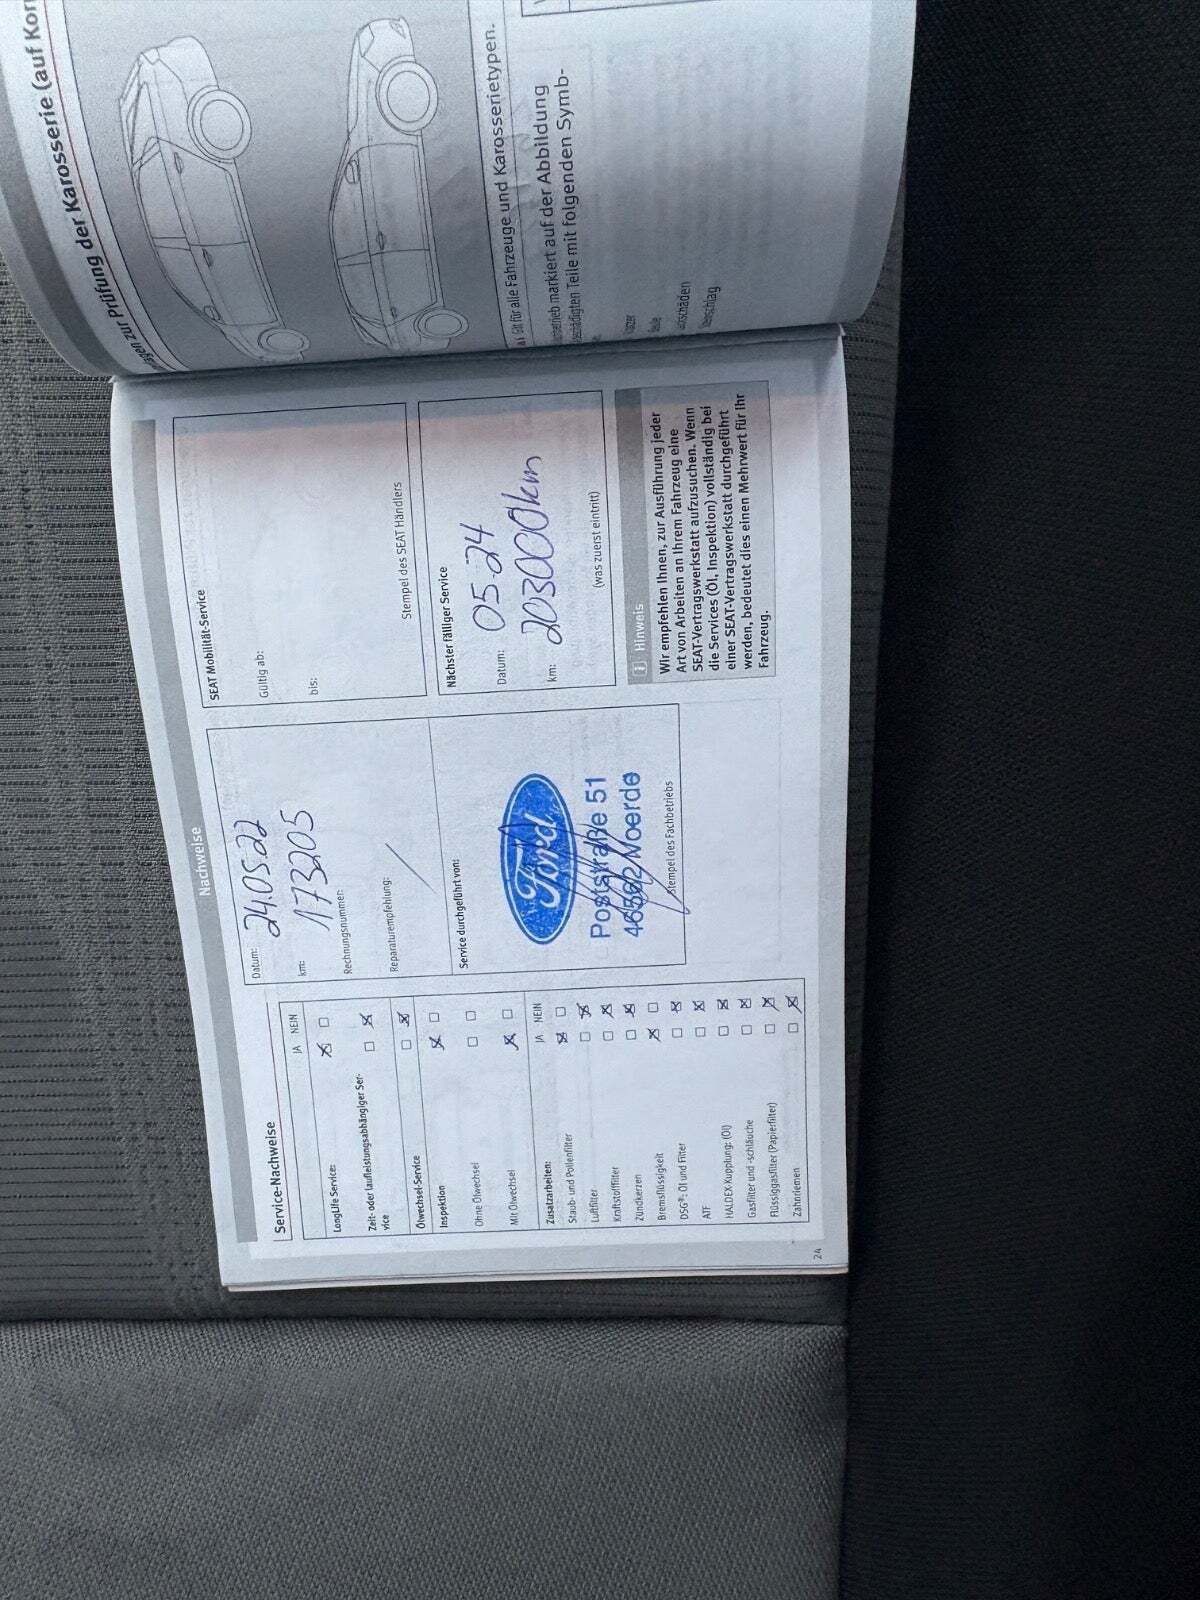 Nachweise
Service-Nachweise
JA NEIN
LongLife Service:
Zeit- oder laufleistungsabhängiger Ser-
vice
Ölwechsel-Service
Inspektion
Ohne Ölwechsel
Mit Ölwechsel
Zusatzarbeiten: JA NEIN
Staub- und Pollenfilter
Luftfilter
Kraftstofffilter
Zündkerzen
Bremsflüssigkeit
DSG®: Öl und Filter
ATF
HALDEX-Kupplung: (Öl)
Gasfilter und -schläuche
Flüssiggasfilter (Papierfilter)
Zahnriemen
24
Datum: 24.05.22
km: 173205
Rechnungsnummer:
Reparaturempfehlung:
Service durchgeführt von:
Ford
Poststraße 51
46562 Voerde
Stempel des Fachbetriebs
SEAT Mobilität-Service
Gültig ab:
bis:
Stempel des SEAT Händlers
Nächster fälliger Service
Datum: 05.24
km: 203000km
(was zuerst eintritt)
i Hinweis
Wir empfehlen Ihnen, zur Ausführung jeder
Art von Arbeiten an Ihrem Fahrzeug eine
SEAT-Vertragswerkstatt aufzusuchen. Wenn
die Services (Öl, Inspektion) vollständig bei
einer SEAT-Vertragswerkstatt durchgeführt
werden, bedeutet dies einen Mehrwert für Ihr
Fahrzeug.
zur Prüfung der Karosserie (auf
Gilt für alle Fahrzeuge und Karosserietypen.
markiert auf der Abbildung
Teile mit folgenden Symb-